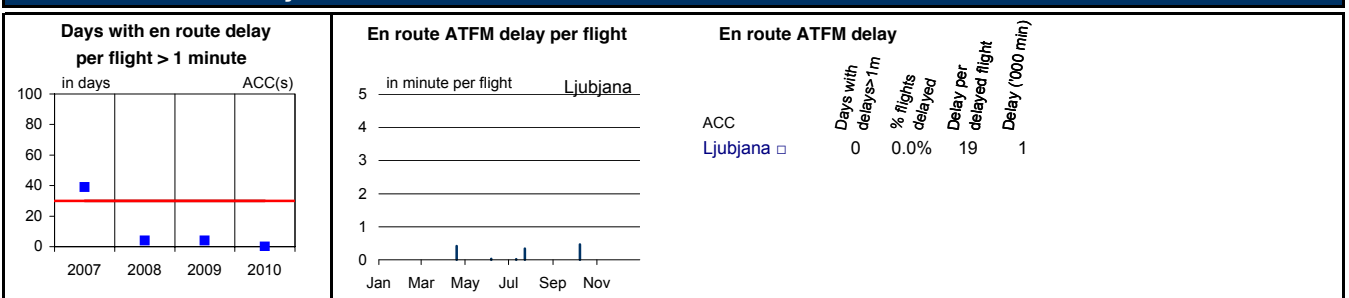 Days with en route delay
per flight > 1 minute
in days
ACC(s)
100
80
60
40
20
0
2007 2008 2009 2010
En route ATFM delay per flight
in minute per flight
Ljubjana
5
4
3
2
1
0
Jan Mar May Jul Sep Nov
En route ATFM delay
ACC
Days with
delays>1m
% flights
delayed
Delay per
delayed flight
Delay ('000 min)
Ljubjana □ 0 0.0% 19 1